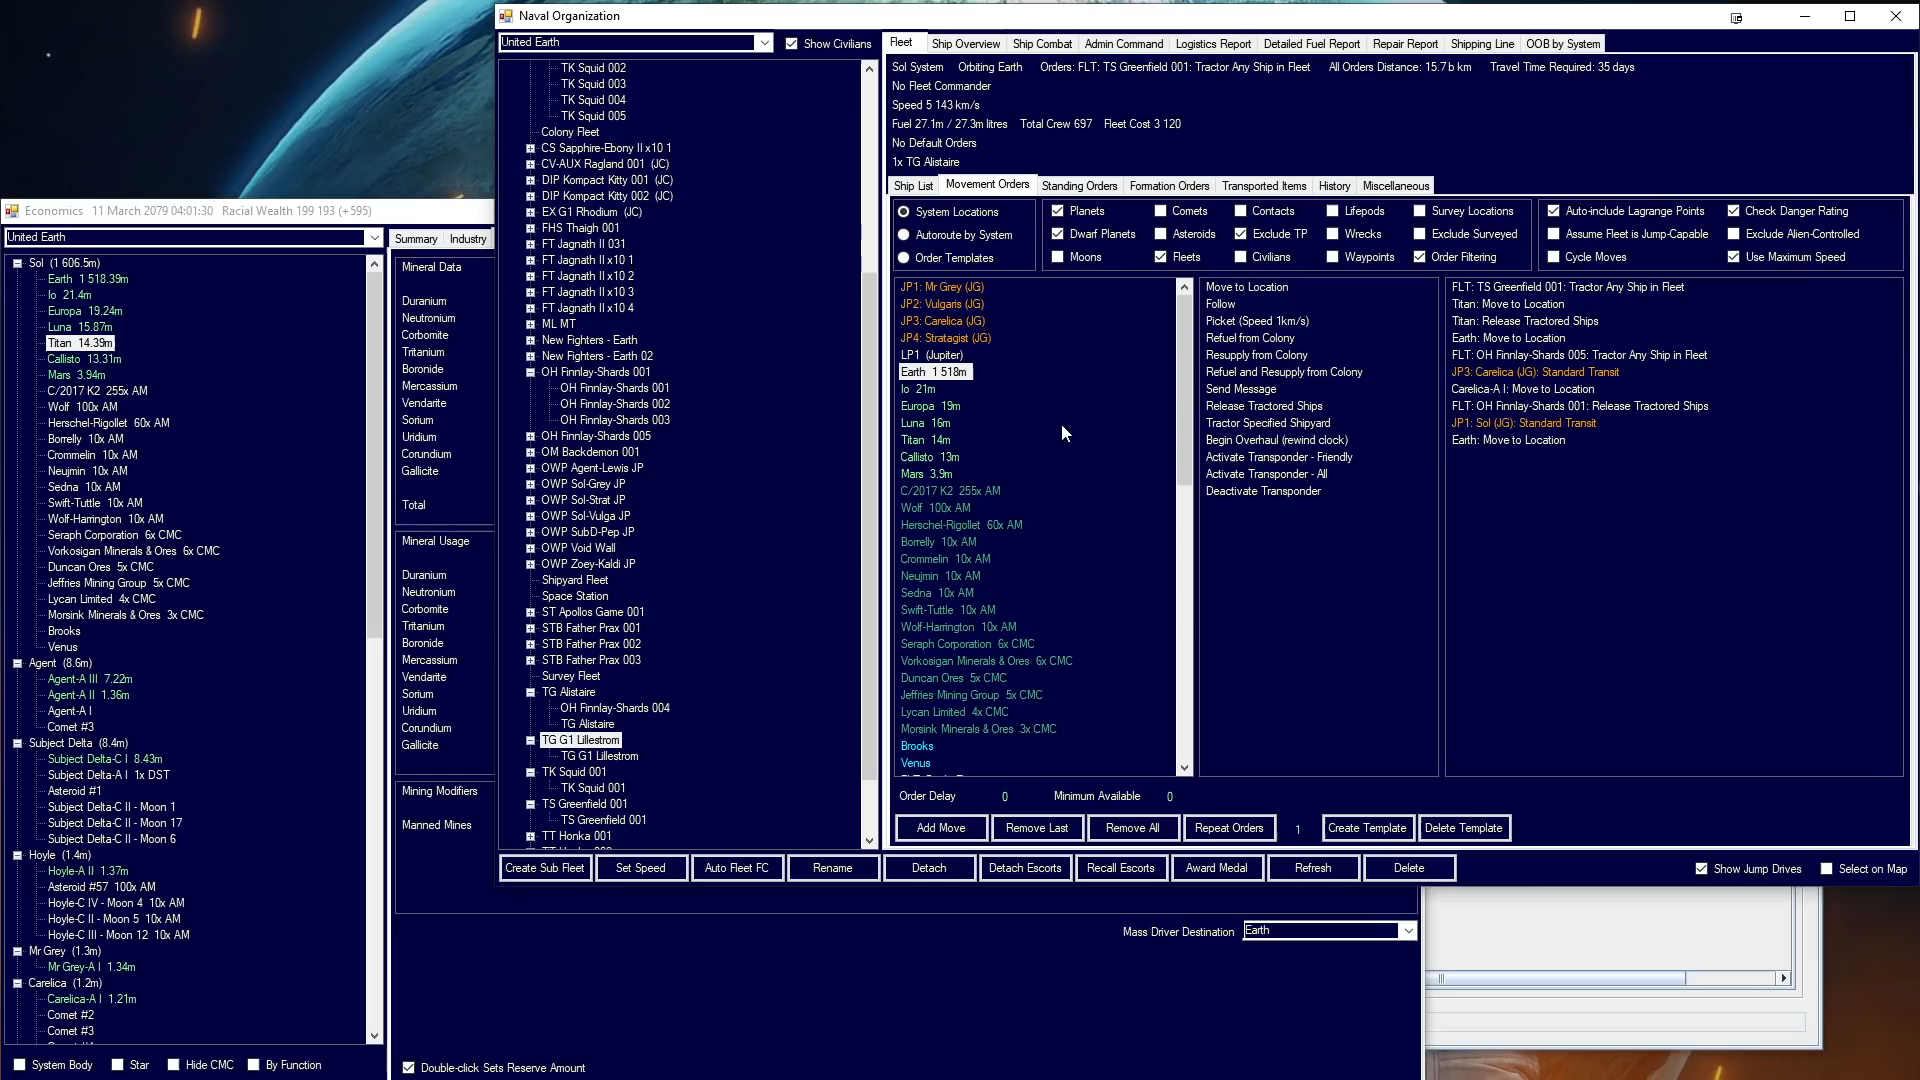 Naval Organization
United Earth
Show Civilians
Fleet
Ship Overview
Ship Combat
Admin Command
Logistics Report
Detailed Fuel Report
Repair Report
Shipping Line
OOB by System
TK Squid 002
TK Squid 003
TK Squid 004
TK Squid 005
Colony Fleet
CS Sapphire-Ebony II x10 1
CV-AUX Ragland 001 (JC)
DIP Kompact Kitty 001 (JC)
DIP Kompact Kitty 002 (JC)
EX G1 Rhodium (JC)
FHS Thaigh 001
FT Jagnath II 031
FT Jagnath II x10 1
FT Jagnath II x10 2
FT Jagnath II x10 3
FT Jagnath II x10 4
ML MT
New Fighters - Earth
New Fighters - Earth 02
OH Finnlay-Shards 001
OH Finnlay-Shards 001
OH Finnlay-Shards 002
OH Finnlay-Shards 003
OH Finnlay-Shards 005
OM Backdemon 001
OWP Agent-Lewis JP
OWP Sol-Grey JP
OWP Sol-Strat JP
OWP Sol-Vulga JP
OWP SubD-Pep JP
OWP Void Wall
OWP Zoey-Kaldi JP
Shipyard Fleet
Space Station
ST Apollos Game 001
STB Father Prax 001
STB Father Prax 002
STB Father Prax 003
Survey Fleet
TG Alistaire
OH Finnlay-Shards 004
TG Alistaire
TG G1 Lillestrom
TG G1 Lillestrom
TK Squid 001
TK Squid 001
TS Greenfield 001
TS Greenfield 001
TT Honka 001
Sol System Orbiting Earth Orders: FLT: TS Greenfield 001: Tractor Any Ship in Fleet All Orders Distance: 15.7 b km Travel Time Required: 35 days
No Fleet Commander
Speed 5 143 km/s
Fuel 27.1m / 27.3m litres Total Crew 697 Fleet Cost 3 120
No Default Orders
1x TG Alistaire
Ship List
Movement Orders
Standing Orders
Formation Orders
Transported Items
History
Miscellaneous
System Locations
Autoroute by System
Order Templates
Planets
Comets
Contacts
Lifepods
Survey Locations
Dwarf Planets
Asteroids
Exclude TP
Wrecks
Exclude Surveyed
Moons
Fleets
Civilians
Waypoints
Order Filtering
Auto-include Lagrange Points
Check Danger Rating
Assume Fleet is Jump-Capable
Exclude Alien-Controlled
Cycle Moves
Use Maximum Speed
JP1: Mr Grey (JG)
JP2: Vulgaris (JG)
JP3: Carelica (JG)
JP4: Stratagist (JG)
LP1 (Jupiter)
Earth 1 518m
Io 21m
Europa 19m
Luna 16m
Titan 14m
Callisto 13m
Mars 3.9m
C/2017 K2 255x AM
Wolf 100x AM
Herschel-Rigollet 60x AM
Borrelly 10x AM
Crommelin 10x AM
Neujmin 10x AM
Sedna 10x AM
Swift-Tuttle 10x AM
Wolf-Harrington 10x AM
Seraph Corporation 6x CMC
Vorkosigan Minerals & Ores 6x CMC
Duncan Ores 5x CMC
Jeffries Mining Group 5x CMC
Lycan Limited 4x CMC
Morsink Minerals & Ores 3x CMC
Brooks
Venus
Move to Location
Follow
Picket (Speed 1km/s)
Refuel from Colony
Resupply from Colony
Refuel and Resupply from Colony
Send Message
Release Tractored Ships
Tractor Specified Shipyard
Begin Overhaul (rewind clock)
Activate Transponder - Friendly
Activate Transponder - All
Deactivate Transponder
FLT: TS Greenfield 001: Tractor Any Ship in Fleet
Titan: Move to Location
Titan: Release Tractored Ships
Earth: Move to Location
FLT: OH Finnlay-Shards 005: Tractor Any Ship in Fleet
JP3: Carelica (JG): Standard Transit
Carelica-A I: Move to Location
FLT: OH Finnlay-Shards 001: Release Tractored Ships
JP1: Sol (JG): Standard Transit
Earth: Move to Location
Order Delay 0
Minimum Available 0
Add Move
Remove Last
Remove All
Repeat Orders
1
Create Template
Delete Template
Create Sub Fleet
Set Speed
Auto Fleet FC
Rename
Detach
Detach Escorts
Recall Escorts
Award Medal
Refresh
Delete
Show Jump Drives
Select on Map
Economics 11 March 2079 04:01:30 Racial Wealth 199 193 (+595)
United Earth
Summary
Industry
Sol (1 606.5m)
Earth 1 518.39m
Io 21.4m
Europa 19.24m
Luna 15.87m
Titan 14.39m
Callisto 13.31m
Mars 3.94m
C/2017 K2 255x AM
Wolf 100x AM
Herschel-Rigollet 60x AM
Borrelly 10x AM
Crommelin 10x AM
Neujmin 10x AM
Sedna 10x AM
Swift-Tuttle 10x AM
Wolf-Harrington 10x AM
Seraph Corporation 6x CMC
Vorkosigan Minerals & Ores 6x CMC
Duncan Ores 5x CMC
Jeffries Mining Group 5x CMC
Lycan Limited 4x CMC
Morsink Minerals & Ores 3x CMC
Brooks
Venus
Agent (8.6m)
Agent-A III 7.22m
Agent-A II 1.36m
Agent-A I
Comet #3
Subject Delta (8.4m)
Subject Delta-C I 8.43m
Subject Delta-A I 1x DST
Asteroid #1
Subject Delta-C II - Moon 1
Subject Delta-C II - Moon 17
Subject Delta-C II - Moon 6
Hoyle (1.4m)
Hoyle-A II 1.37m
Asteroid #57 100x AM
Hoyle-C IV - Moon 4 10x AM
Hoyle-C II - Moon 5 10x AM
Hoyle-C III - Moon 12 10x AM
Mr Grey (1.3m)
Mr Grey-A I 1.34m
Carelica (1.2m)
Carelica-A I 1.21m
Comet #2
Comet #3
System Body
Star
Hide CMC
By Function
Mineral Data
Duranium
Neutronium
Corbomite
Tritanium
Boronide
Mercassium
Vendarite
Sorium
Uridium
Corundium
Gallicite
Total
Mineral Usage
Duranium
Neutronium
Corbomite
Tritanium
Boronide
Mercassium
Vendarite
Sorium
Uridium
Corundium
Gallicite
Mining Modifiers
Manned Mines
Mass Driver Destination
Earth
Double-click Sets Reserve Amount